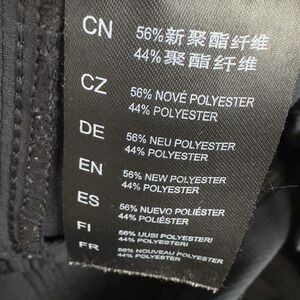 CN 56%新聚酯纤维
44%聚酯纤维
CZ 56% NOVÉ POLYESTER
44% POLYESTER
DE 56% NEU POLYESTER
44% POLYESTER
EN 56% NEW POLYESTER
44% POLYESTER
ES 56% NUEVO POLIÉSTER
44% POLIÉSTER
FI 56% UUSI POLYESTERI
44% POLYESTERI
FR 56% NOUVEAU POLYESTER
44% POLYESTER